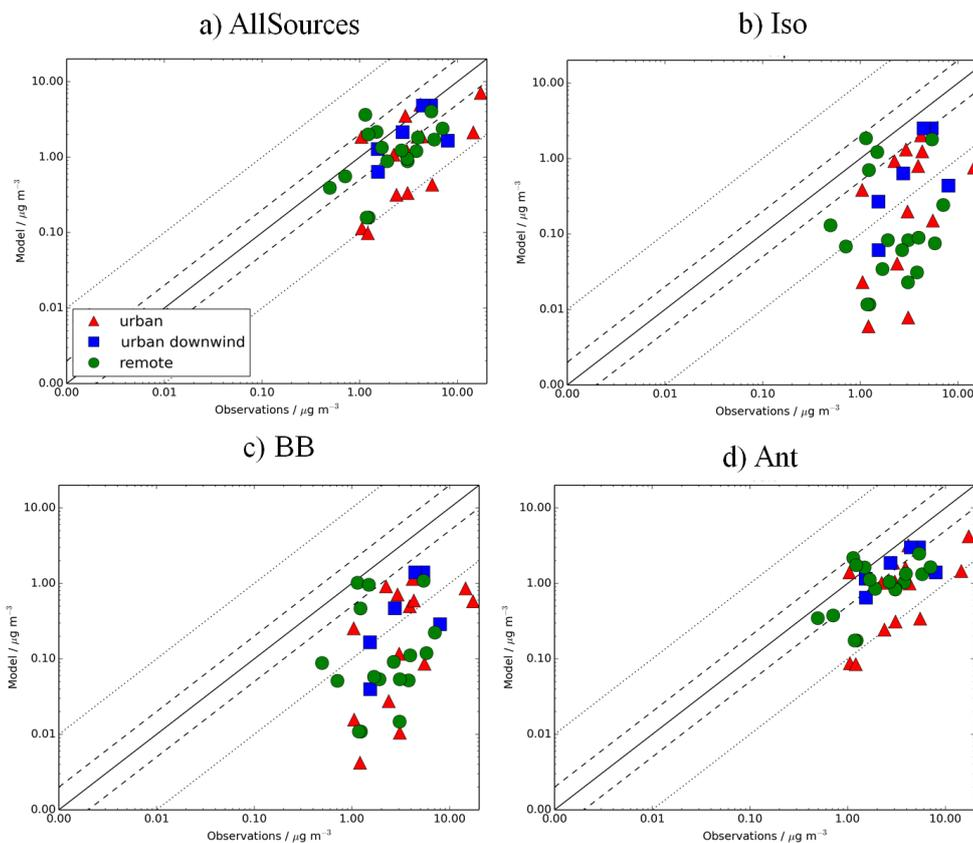 a) AllSources
10.00
1.00
0.10
0.01
0.00
Model / μg m⁻³
urban
urban downwind
remote
0.00 0.01 0.10 1.00 10.00
Observations / μg m⁻³
b) Iso
10.00
1.00
0.10
0.01
0.00
Model / μg m⁻³
0.00 0.01 0.10 1.00 10.00
Observations / μg m⁻³
c) BB
10.00
1.00
0.10
0.01
0.00
Model / μg m⁻³
0.00 0.01 0.10 1.00 10.00
Observations / μg m⁻³
d) Ant
10.00
1.00
0.10
0.01
0.00
Model / μg m⁻³
0.00 0.01 0.10 1.00 10.00
Observations / μg m⁻³